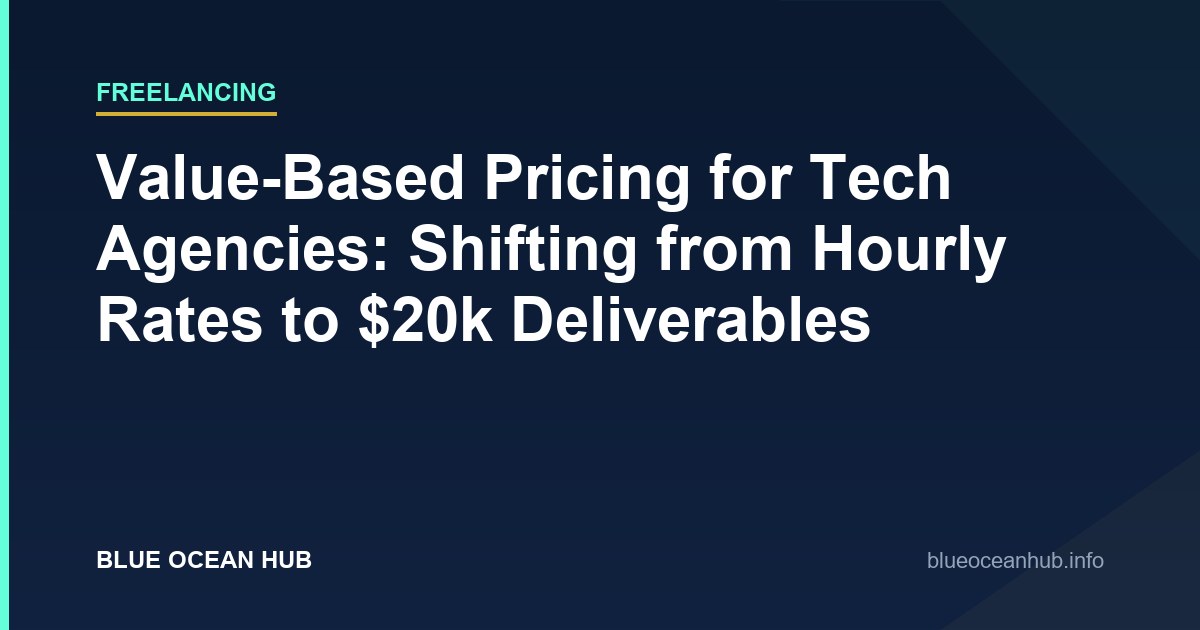 FREELANCING
Value-Based Pricing for Tech
Agencies: Shifting from Hourly
Rates to $20k Deliverables
BLUE OCEAN HUB
blueoceanhub.info